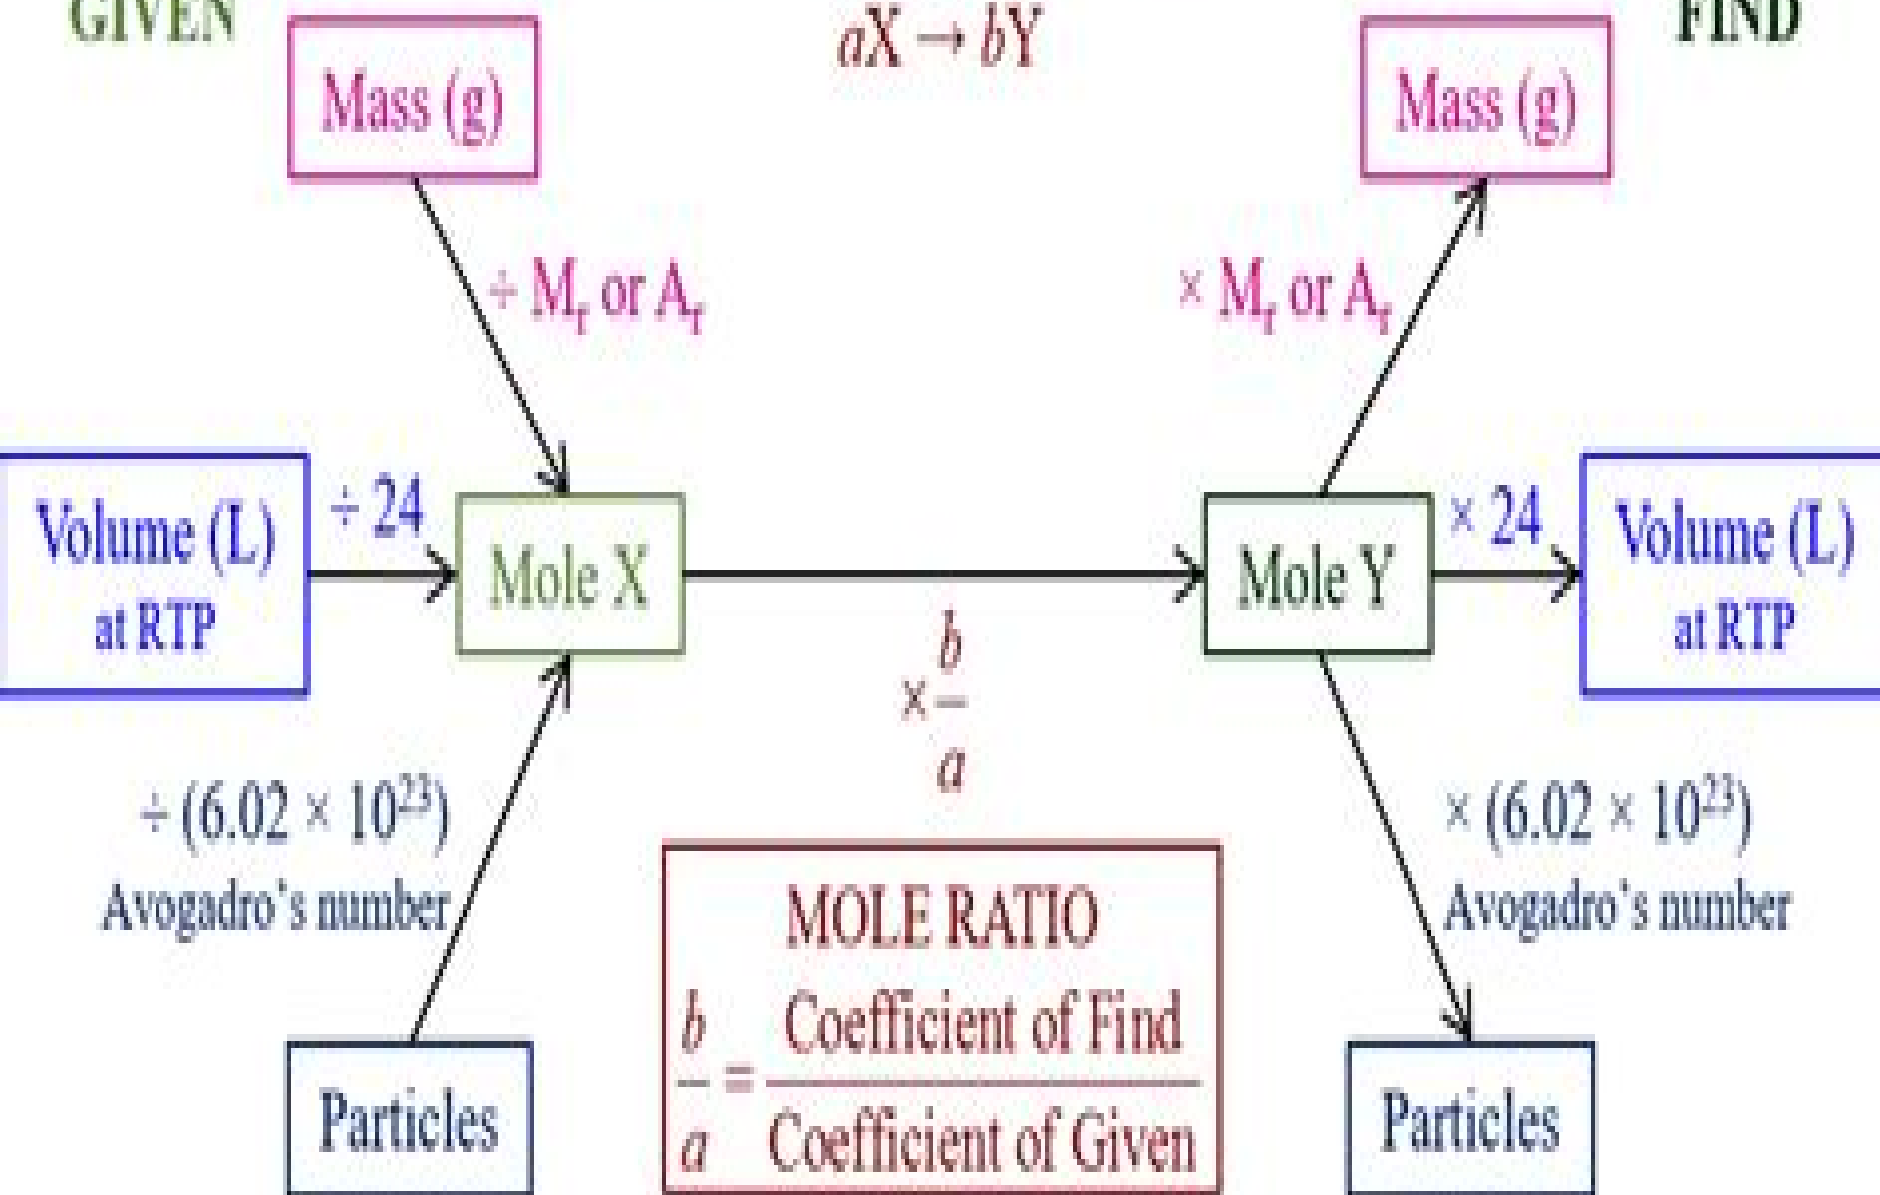 GIVEN
aX → bY
FIND
Mass (g)
Mass (g)
÷ Mᵣ or Aᵣ
× Mᵣ or Aᵣ
Volume (L)
at RTP
÷ 24
Mole X
Mole Y
× 24
Volume (L)
at RTP
× b/a
÷ (6.02 × 10²³)
Avogadro's number
× (6.02 × 10²³)
Avogadro's number
MOLE RATIO
b/a = Coefficient of Find / Coefficient of Given
Particles
Particles